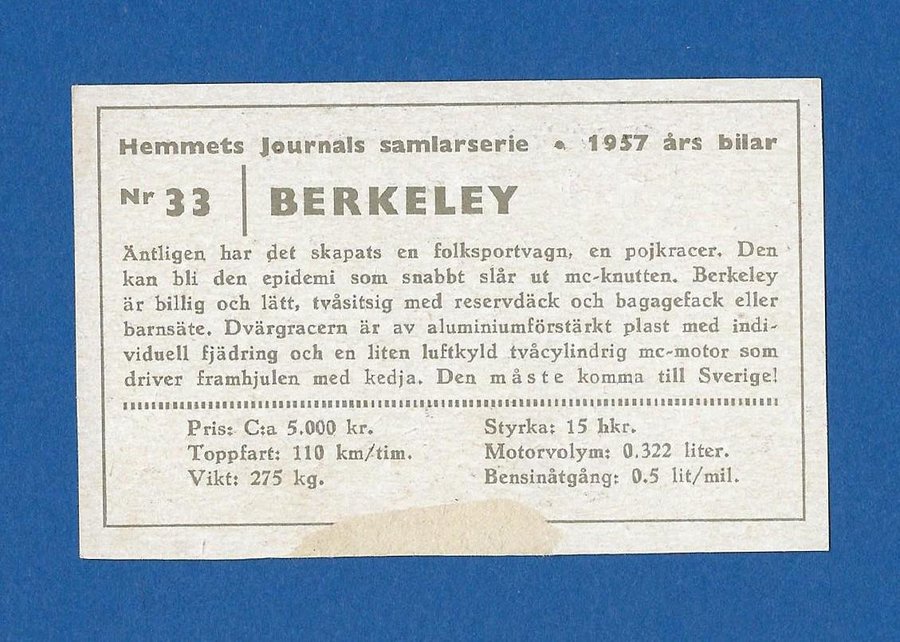 Hemmets Journals samlarserie • 1957 års bilar
Nr 33 BERKELEY
Äntligen har det skapats en folksportvagn, en pojkracer. Den
kan bli den epidemi som snabbt slår ut mc-knutten. Berkeley
är billig och lätt, tvåsitsig med reservdäck och bagagefack eller
barnsäte. Dvärgracern är av aluminiumförstärkt plast med indi-
viduell fjädring och en liten luftkyld tvåcylindrig mc-motor som
driver framhjulen med kedja. Den måste komma till Sverige!
Pris: C:a 5.000 kr.
Toppfart: 110 km/tim.
Vikt: 275 kg.
Styrka: 15 hkr.
Motorvolym: 0.322 liter.
Bensinåtgång: 0.5 lit/mil.